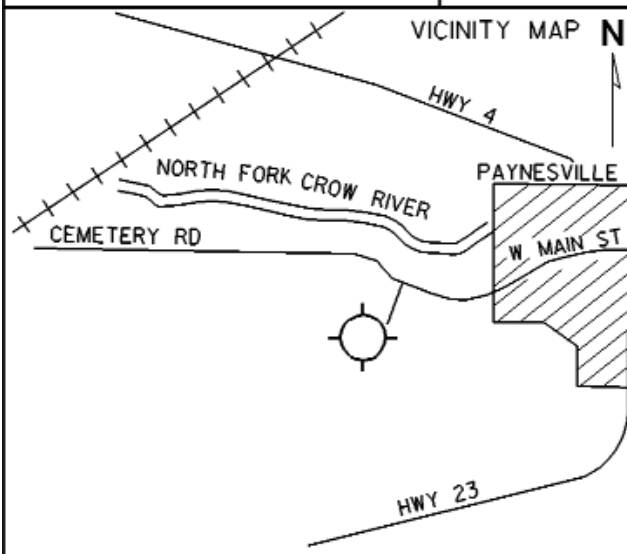 VICINITY MAP N
HWY 4
NORTH FORK CROW RIVER
PAYNESVILLE
CEMETERY RD
W MAIN ST
HWY 23